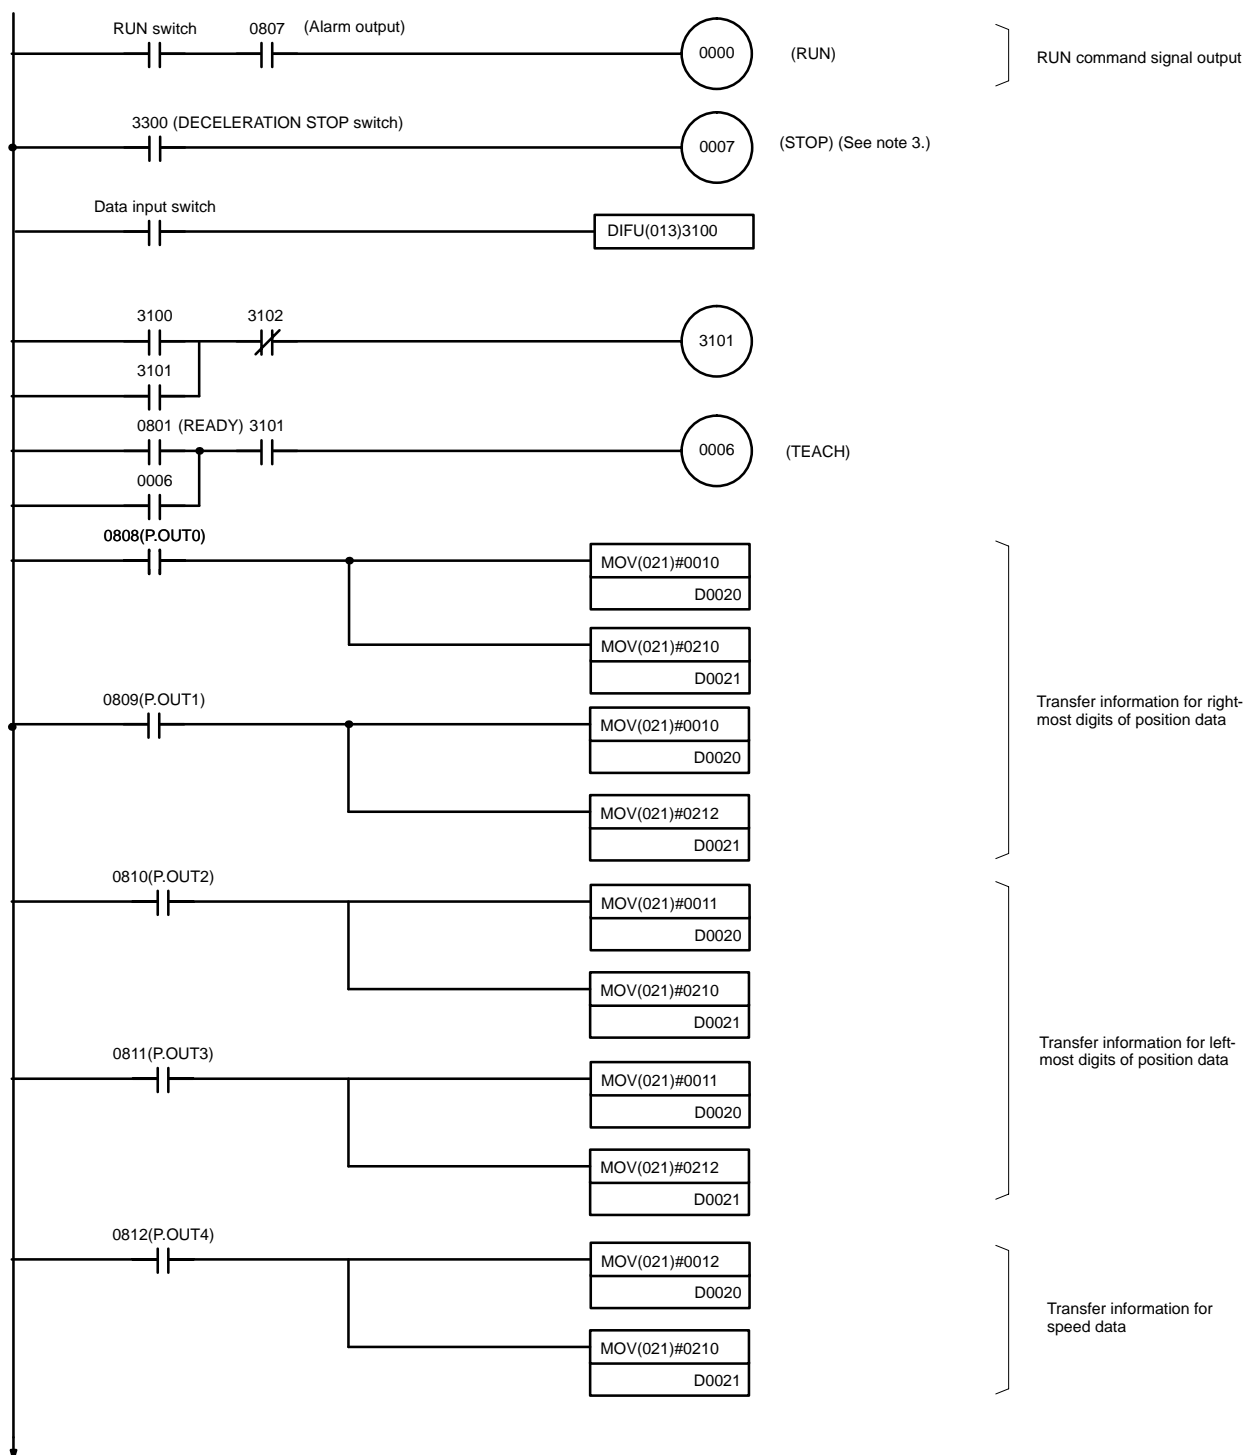 RUN switch 0807 (Alarm output)
0000 (RUN)
RUN command signal output
3300 (DECELERATION STOP switch)
0007 (STOP) (See note 3.)
Data input switch
DIFU(013)3100
3100 3102
3101
3101
0801 (READY) 3101
0006 (TEACH)
0006
0808(P.OUT0)
MOV(021)#0010
D0020
MOV(021)#0210
D0021
0809(P.OUT1)
MOV(021)#0010
D0020
MOV(021)#0212
D0021
Transfer information for right-
most digits of position data
0810(P.OUT2)
MOV(021)#0011
D0020
MOV(021)#0210
D0021
0811(P.OUT3)
MOV(021)#0011
D0020
MOV(021)#0212
D0021
Transfer information for left-
most digits of position data
0812(P.OUT4)
MOV(021)#0012
D0020
MOV(021)#0210
D0021
Transfer information for
speed data